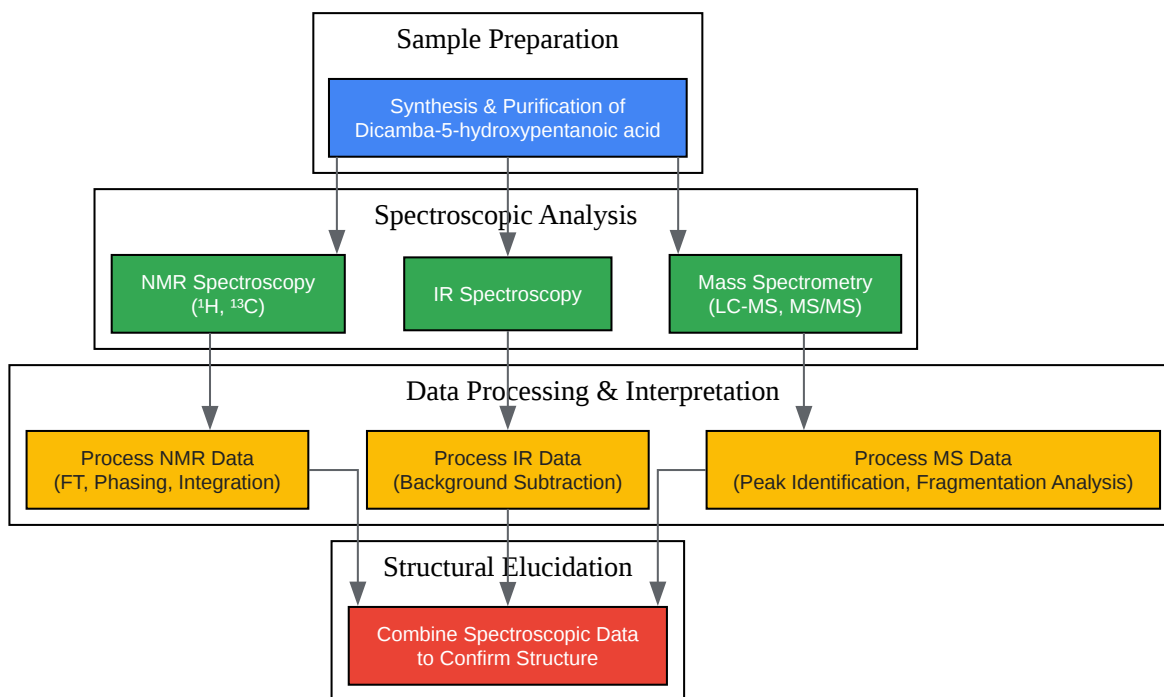 Sample Preparation
Synthesis & Purification of
Dicamba-5-hydroxypentanoic acid
Spectroscopic Analysis
NMR Spectroscopy
(¹H, ¹³C)
IR Spectroscopy
Mass Spectrometry
(LC-MS, MS/MS)
Data Processing & Interpretation
Process NMR Data
(FT, Phasing, Integration)
Process IR Data
(Background Subtraction)
Process MS Data
(Peak Identification, Fragmentation Analysis)
Structural Elucidation
Combine Spectroscopic Data
to Confirm Structure